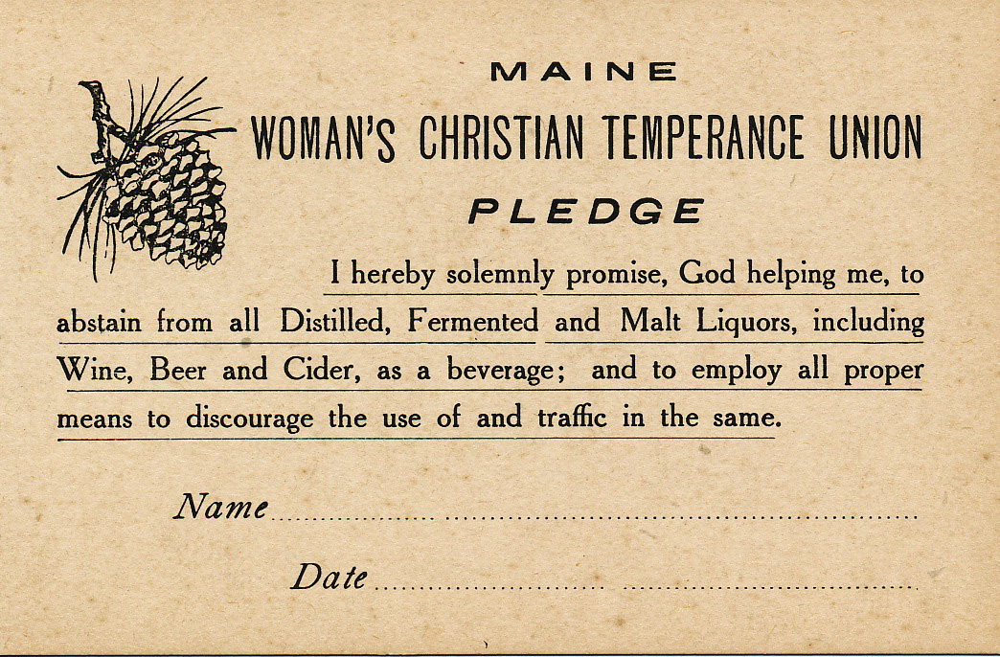 MAINE
WOMAN'S CHRISTIAN TEMPERANCE UNION
PLEDGE
I hereby solemnly promise, God helping me, to
abstain from all Distilled, Fermented and Malt Liquors, including
Wine, Beer and Cider, as a beverage; and to employ all proper
means to discourage the use of and traffic in the same.
Name
Date